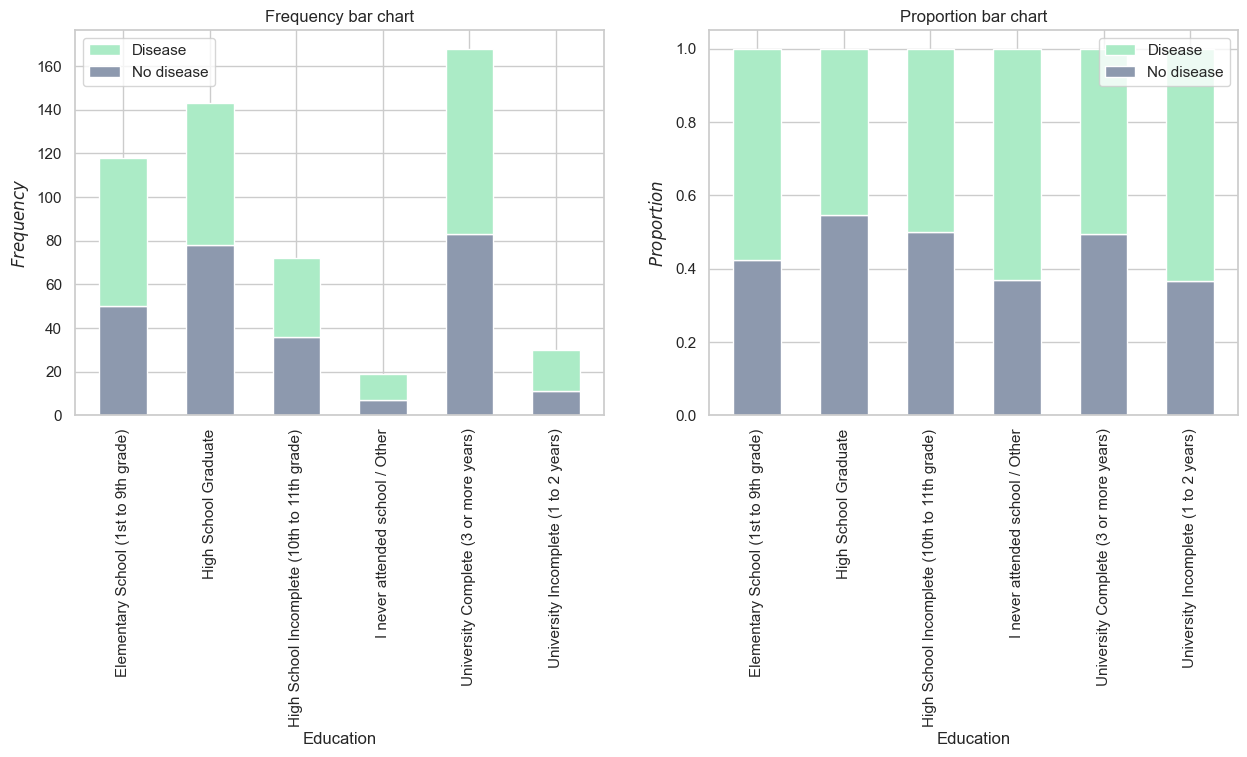 Frequency bar chart
Disease
No disease
Frequency
160
140
120
100
80
60
40
20
0
Elementary School (1st to 9th grade)
High School Graduate
High School Incomplete (10th to 11th grade)
I never attended school / Other
University Complete (3 or more years)
University Incomplete (1 to 2 years)
Education
Proportion bar chart
Disease
No disease
Proportion
1.0
0.8
0.6
0.4
0.2
0.0
Elementary School (1st to 9th grade)
High School Graduate
High School Incomplete (10th to 11th grade)
I never attended school / Other
University Complete (3 or more years)
University Incomplete (1 to 2 years)
Education